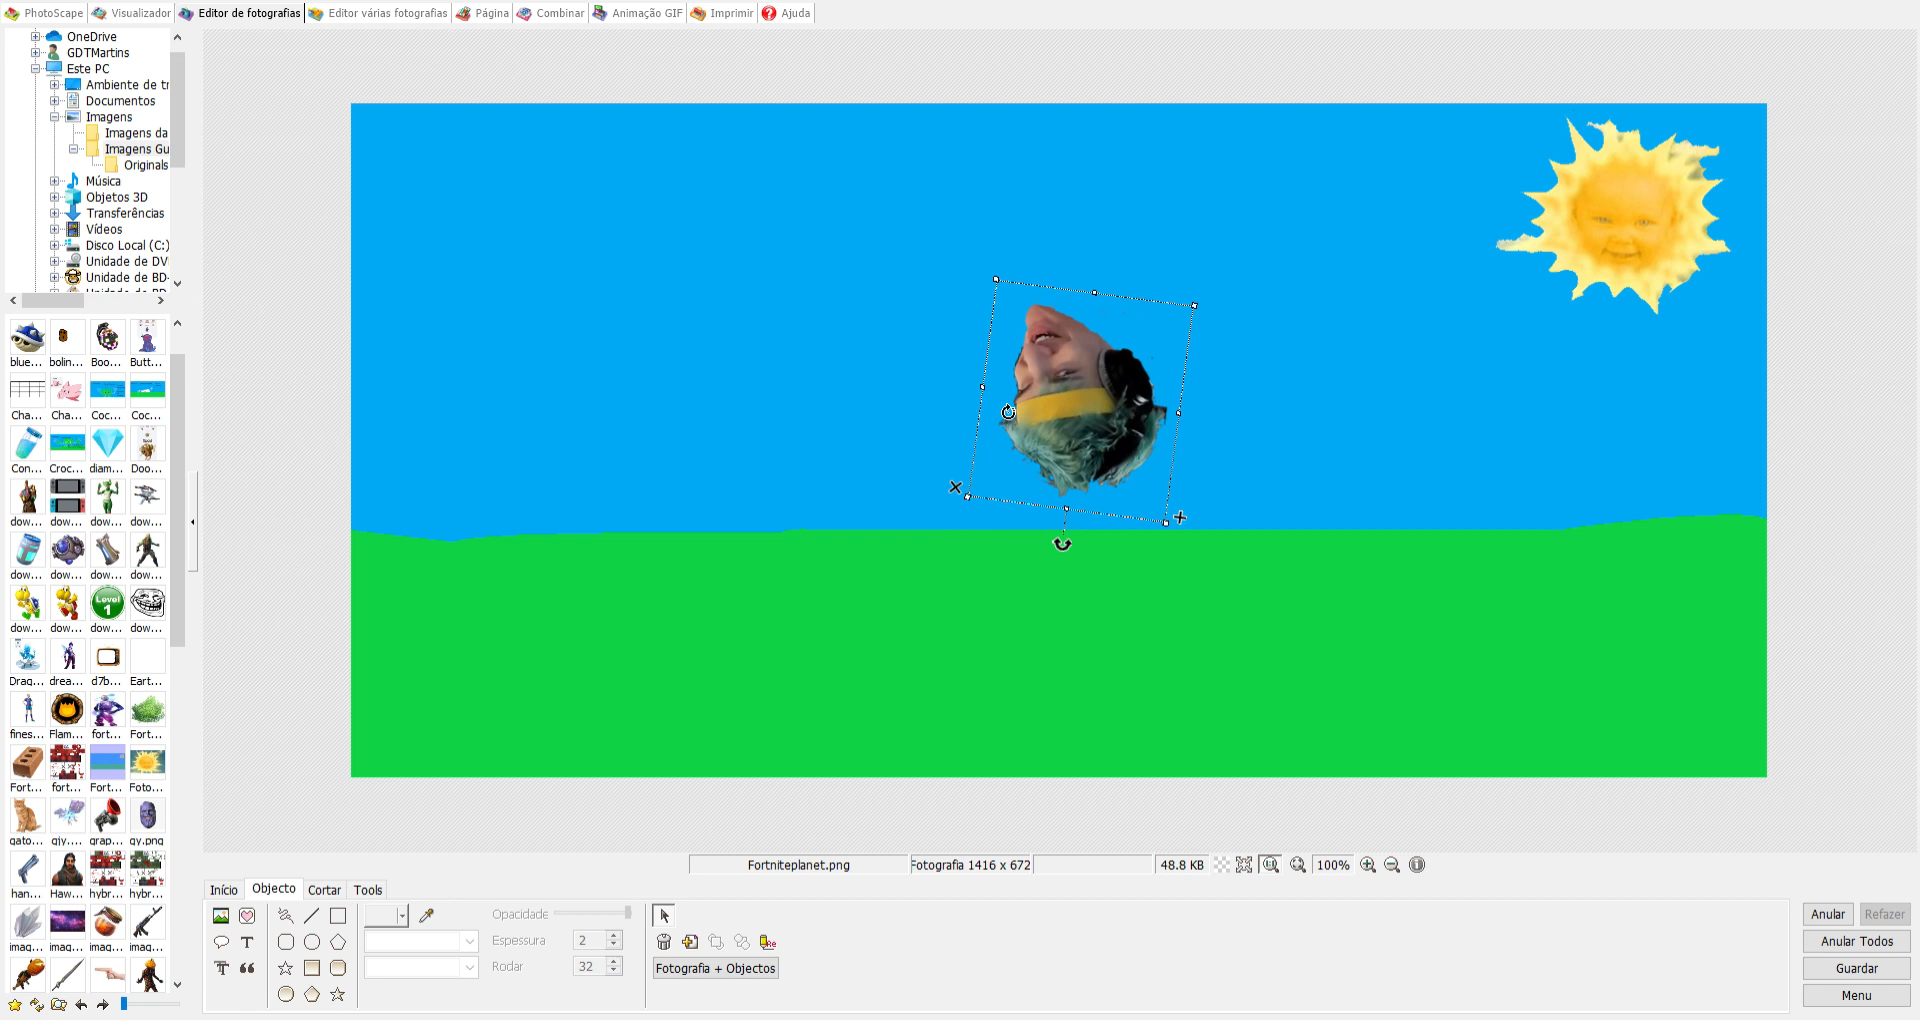 PhotoScape Visualizador Editor de fotografias Editor várias fotografias Página Combinar Animação GIF Imprimir Ajuda
OneDrive
GDTMartins
Este PC
Ambiente de tr
Documentos
Imagens
Imagens da
Imagens Gu
Originals
Música
Objetos 3D
Transferências
Vídeos
Disco Local (C:)
Unidade de DV
Unidade de BD-
blue... bolin... Boo... Butt...
Cha... Cha... Coc... Coc...
Con... Croc... diam... Doo...
dow... dow... dow... dow...
dow... dow... dow... dow...
Level
1
dow... dow... dow... dow...
Drag... drea... d7b... Eart...
fines... Flam... fort... Fort...
Fort... fort... Fort... Foto...
gato... gjy.... grap... gy.png
han... Haw... hybr... hybr...
imag... imag... imag... imag...
Fortniteplanet.png Fotografia 1416 x 672 48.8 KB 100%
Início Objecto Cortar Tools
Opacidade
Espessura 2
Rodar 32
Fotografia + Objectos
Anular Refazer
Anular Todos
Guardar
Menu